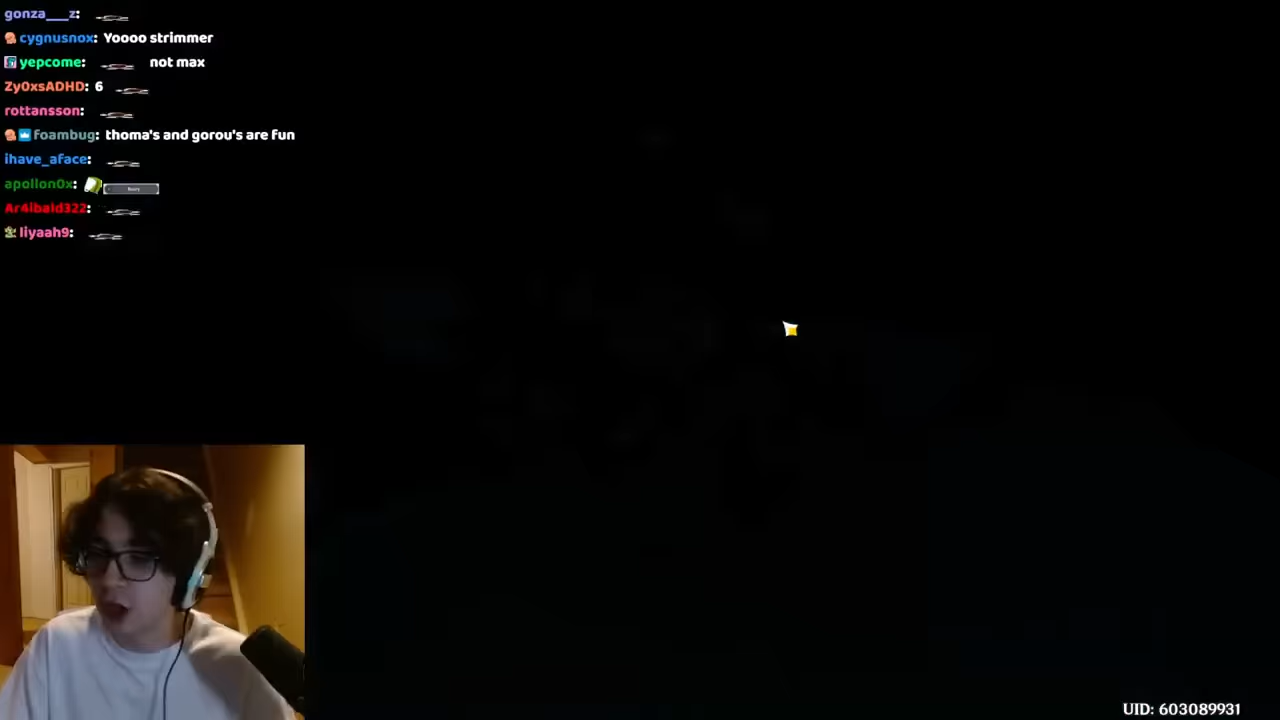 gonza___z:
cygnusnox: Yoooo strimmer
yepcome: not max
Zy0xsADHD: 6
rottansson:
foambug: thoma's and gorou's are fun
ihave_aface:
apollon0x:
Ar4ibald322:
liyaah9:
UID: 603089931